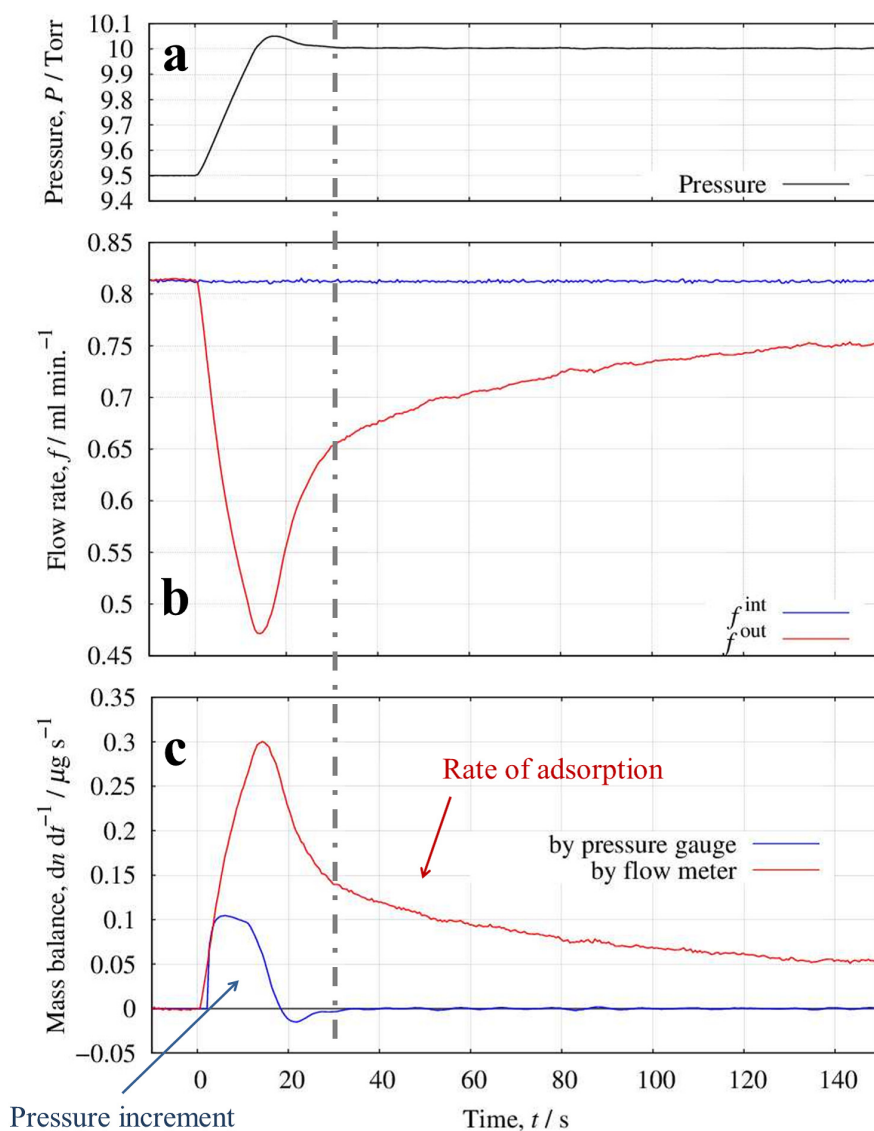 a
10.1
10
9.9
9.8
9.7
9.6
9.5
9.4
Pressure, P / Torr
Pressure
b
0.85
0.8
0.75
0.7
0.65
0.6
0.55
0.5
0.45
Flow rate, f / ml min.⁻¹
f int
f out
c
0.35
0.3
0.25
0.2
0.15
0.1
0.05
0
−0.05
Mass balance, dn dt⁻¹ / μg s⁻¹
Rate of adsorption
by pressure gauge
by flow meter
0 20 40 60 80 100 120 140
Pressure increment
Time, t / s